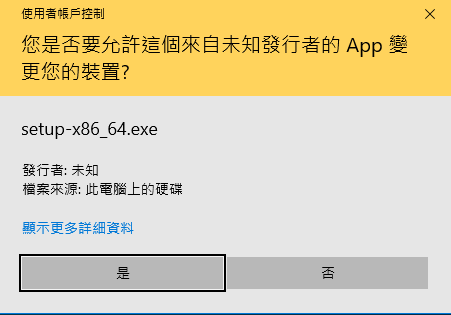 使用者帳戶控制
您是否要允許這個來自未知發行者的 App 變
更您的裝置?
setup-x86_64.exe
發行者: 未知
檔案來源: 此電腦上的硬碟
顯示更多詳細資料
是
否